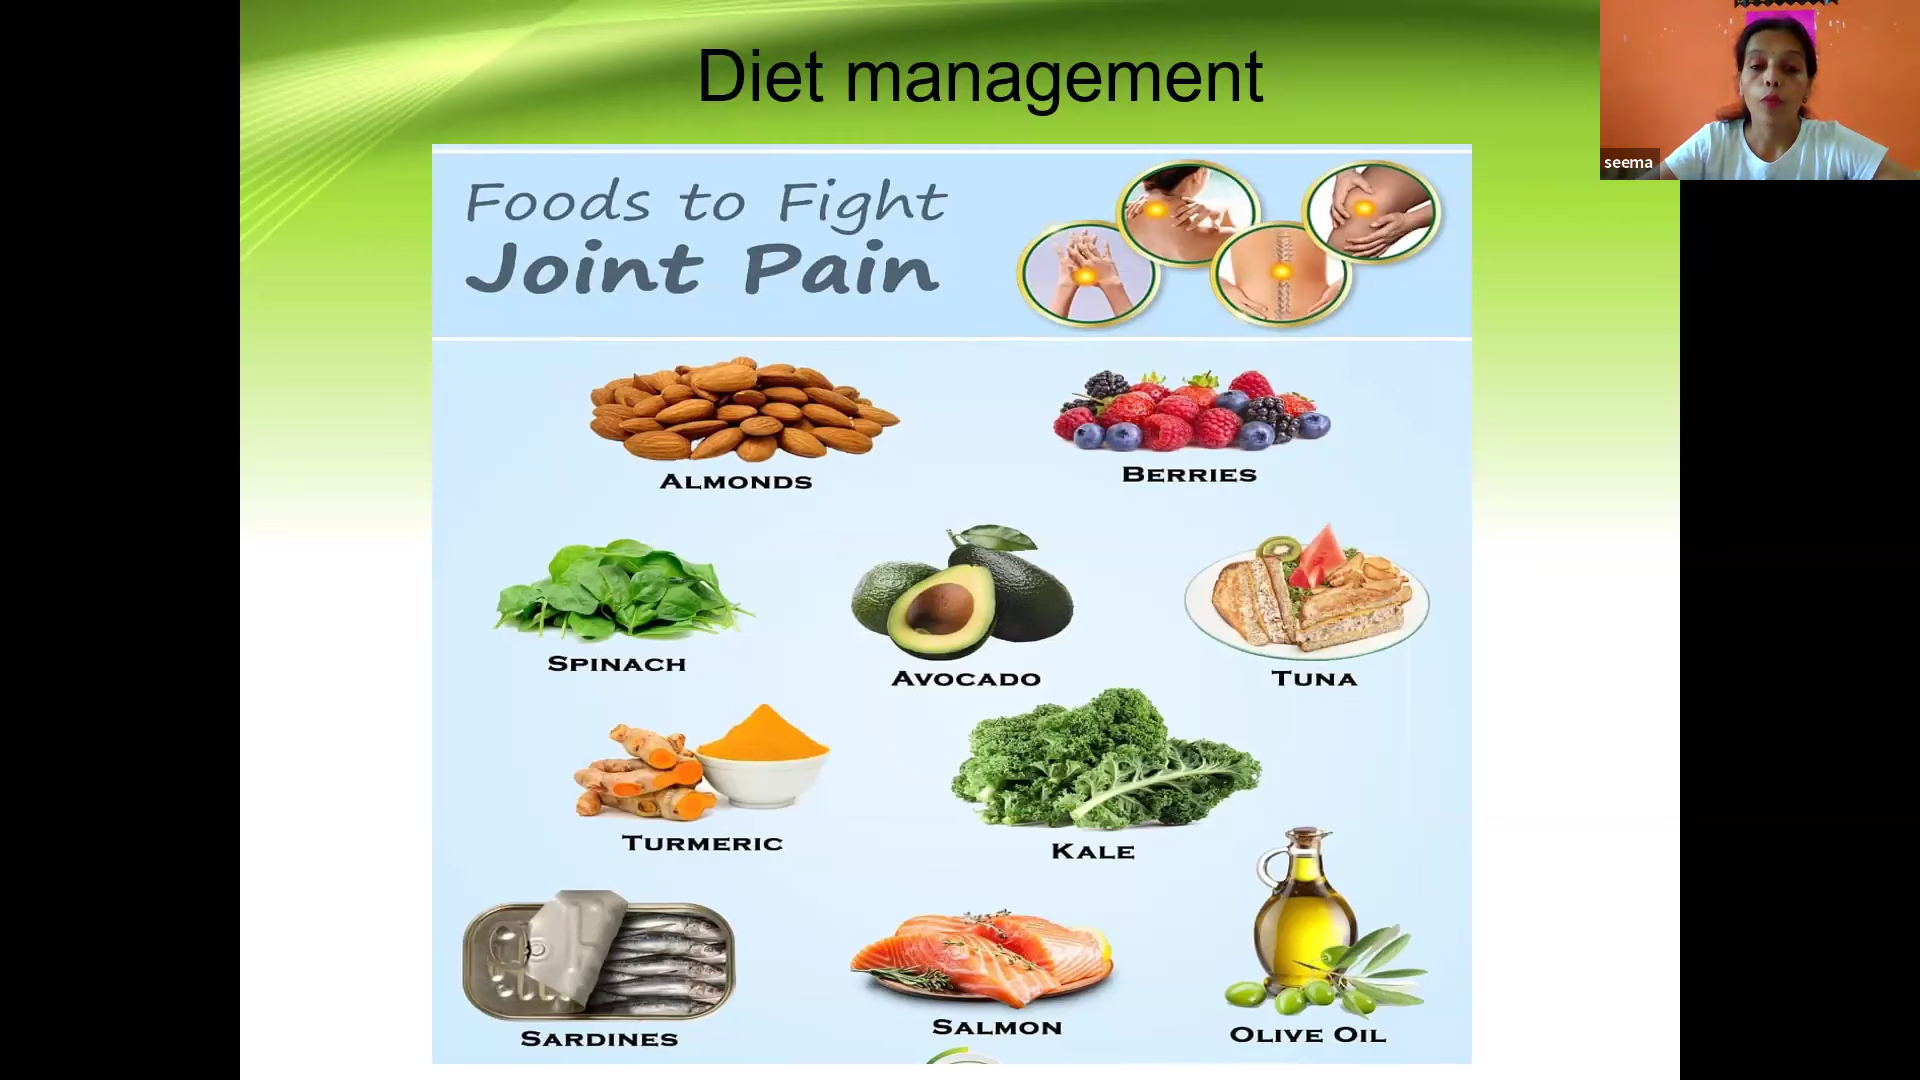 Diet management
seema
Foods to Fight
Joint Pain
ALMONDS
BERRIES
SPINACH
AVOCADO
TUNA
TURMERIC
KALE
SARDINES
SALMON
OLIVE OIL